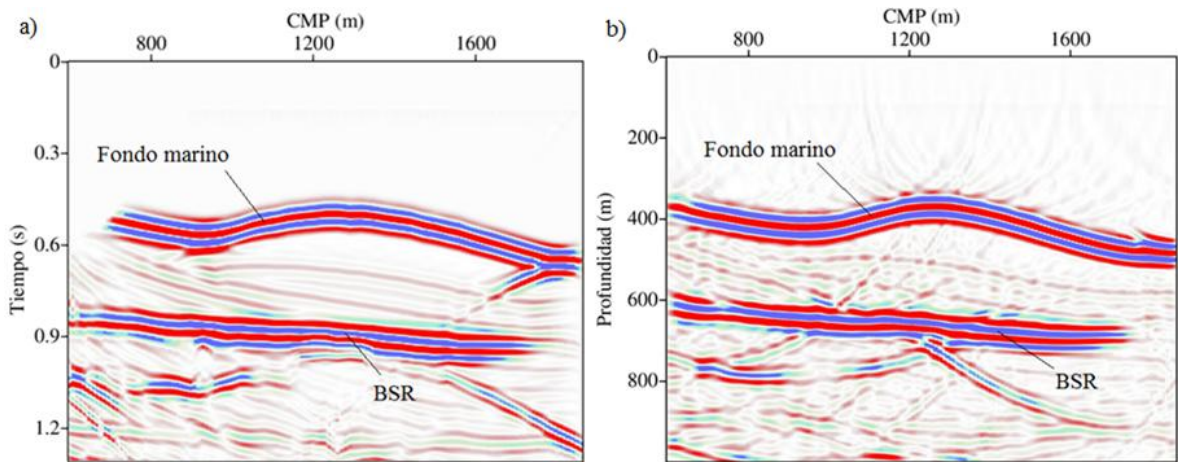 a)
CMP (m)
800 1200 1600
0
0.3
0.6
0.9
1.2
Tiempo (s)
Fondo marino
BSR
b)
CMP (m)
800 1200 1600
0
200
400
600
800
Profundidad (m)
Fondo marino
BSR